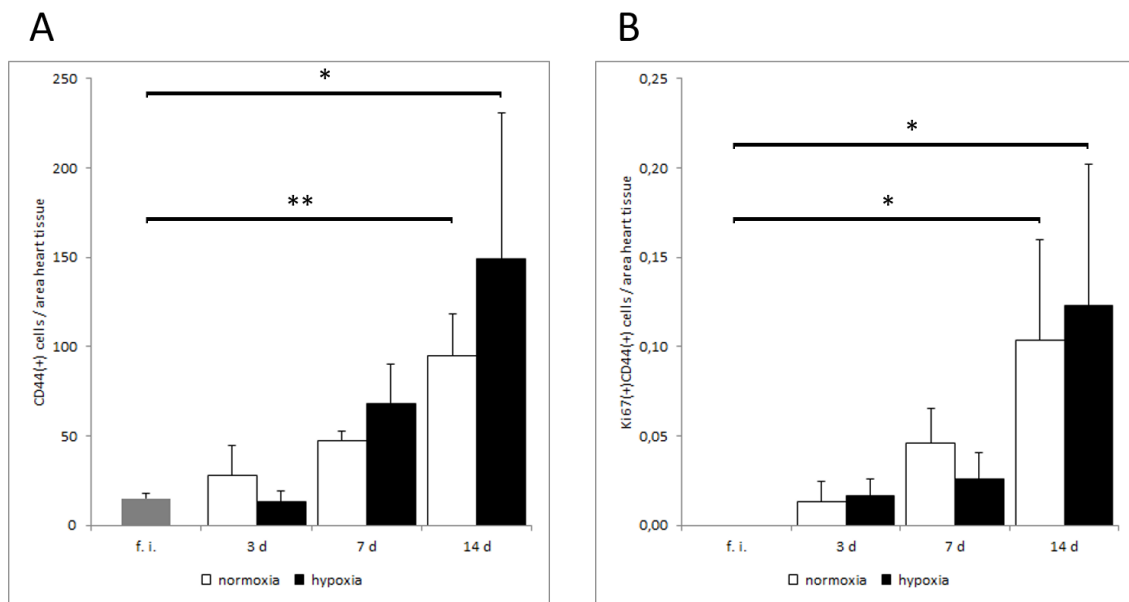 A
CD44(+) cells / area heart tissue
250
200
150
100
50
0
*
**
f. i.
3 d
7 d
14 d
normoxia
hypoxia
B
Ki67(+)CD44(+) cells / area heart tissue
0,25
0,20
0,15
0,10
0,05
0,00
*
*
f. i.
3 d
7 d
14 d
normoxia
hypoxia